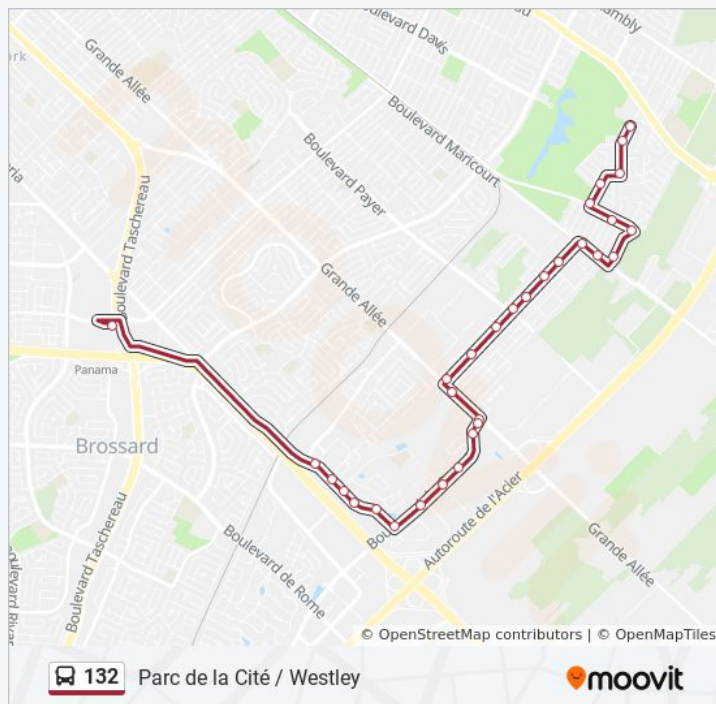 Boulevard Davis
Grande Allée
Boulevard Maricourt
Boulevard Payer
Boulevard Taschereau
Grande Allée
Panama
Brossard
Autoroute de l'Acier
Boulevard de Rome
Grande Allée
Boulevard Taschereau
© OpenStreetMap contributors | © OpenMapTiles
132 Parc de la Cité / Westley
moovit